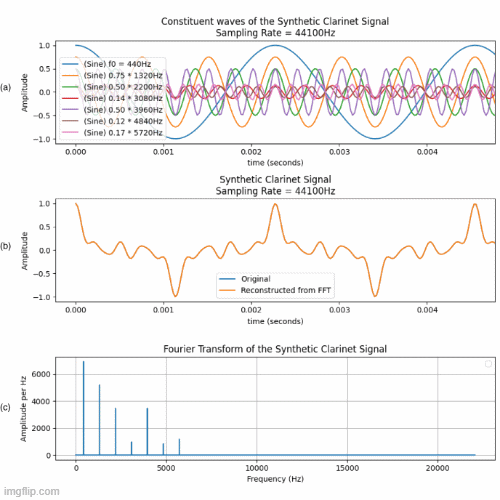 Constituent waves of the Synthetic Clarinet Signal
Sampling Rate = 44100Hz
(a)
Amplitude
1.0
0.5
0.0
−0.5
−1.0
(Sine) f0 = 440Hz
(Sine) 0.75 * 1320Hz
(Sine) 0.50 * 2200Hz
(Sine) 0.14 * 3080Hz
(Sine) 0.50 * 3960Hz
(Sine) 0.12 * 4840Hz
(Sine) 0.17 * 5720Hz
0.000 0.001 0.002 0.003 0.004
time (seconds)
Synthetic Clarinet Signal
Sampling Rate = 44100Hz
(b)
Amplitude
1.0
0.5
0.0
−0.5
−1.0
Original
Reconstructed from FFT
0.000 0.001 0.002 0.003 0.004
time (seconds)
Fourier Transform of the Synthetic Clarinet Signal
(c)
Amplitude per Hz
6000
4000
2000
0
0 5000 10000 15000 20000
Frequency (Hz)
imgflip.com